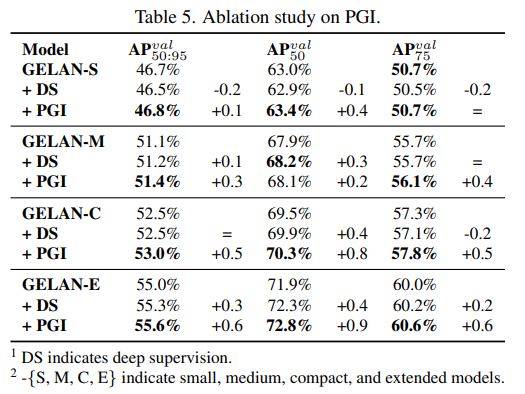 Table 5. Ablation study on PGI.
Model AP^{val}_{50:95} AP^{val}_{50} AP^{val}_{75}
GELAN-S 46.7% 63.0% 50.7%
+ DS 46.5% -0.2 62.9% -0.1 50.5% -0.2
+ PGI 46.8% +0.1 63.4% +0.4 50.7% =
GELAN-M 51.1% 67.9% 55.7%
+ DS 51.2% +0.1 68.2% +0.3 55.7% =
+ PGI 51.4% +0.3 68.1% +0.2 56.1% +0.4
GELAN-C 52.5% 69.5% 57.3%
+ DS 52.5% = 69.9% +0.4 57.1% -0.2
+ PGI 53.0% +0.5 70.3% +0.8 57.8% +0.5
GELAN-E 55.0% 71.9% 60.0%
+ DS 55.3% +0.3 72.3% +0.4 60.2% +0.2
+ PGI 55.6% +0.6 72.8% +0.9 60.6% +0.6
1 DS indicates deep supervision.
2 -{S, M, C, E} indicate small, medium, compact, and extended models.